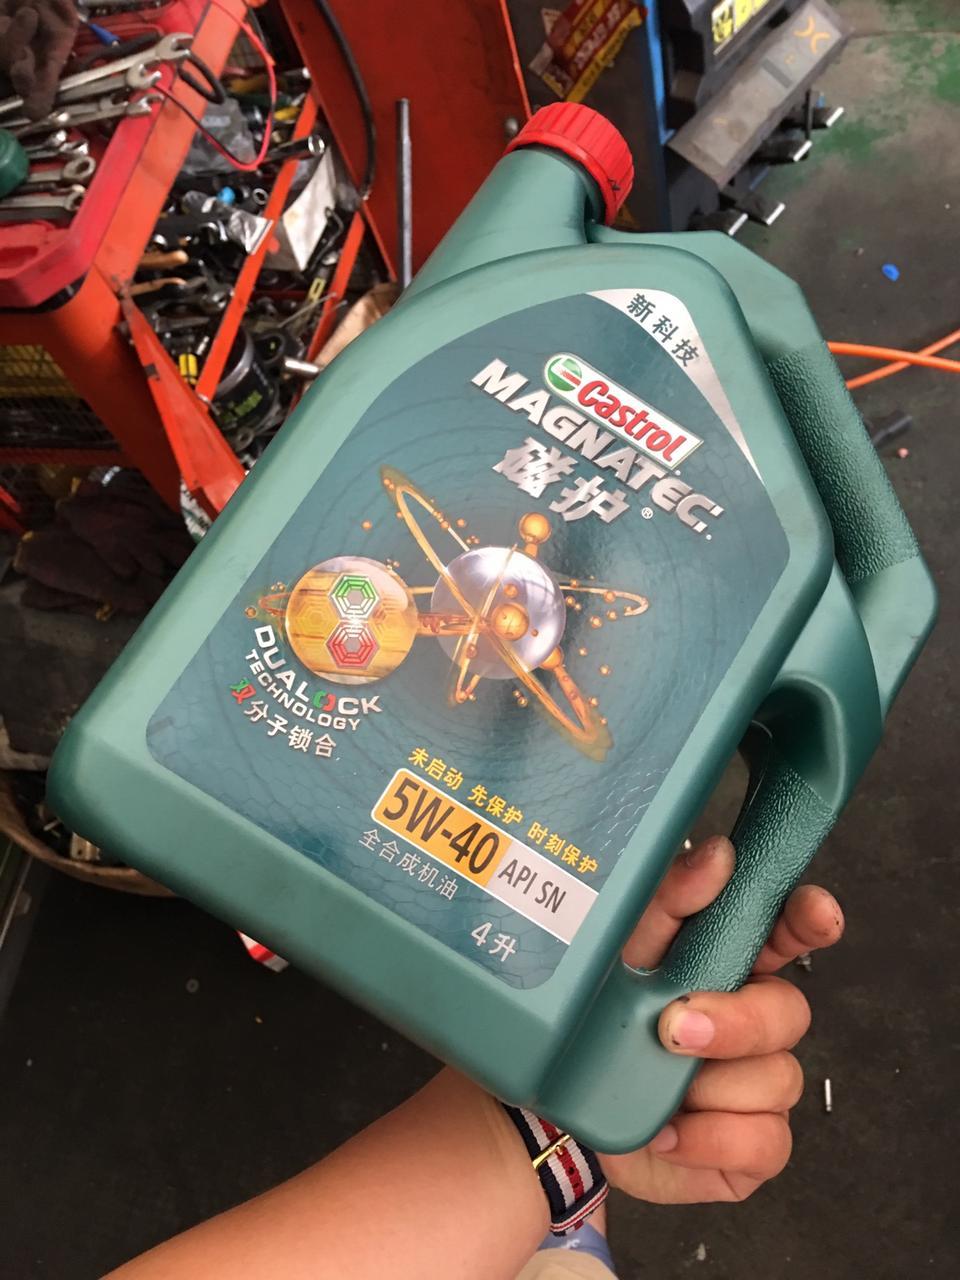 新科技
Castrol
MAGNATEC
磁护®
DUALOCK
TECHNOLOGY
双分子锁合
未启动 先保护 时刻保护
5W-40 API SN
全合成机油
4升